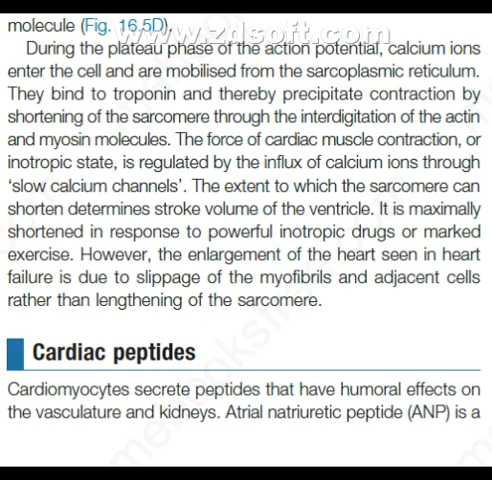 molecule (Fig. 16.5D).
www.zdsoft.com
During the plateau phase of the action potential, calcium ions
enter the cell and are mobilised from the sarcoplasmic reticulum.
They bind to troponin and thereby precipitate contraction by
shortening of the sarcomere through the interdigitation of the actin
and myosin molecules. The force of cardiac muscle contraction, or
inotropic state, is regulated by the influx of calcium ions through
‘slow calcium channels’. The extent to which the sarcomere can
shorten determines stroke volume of the ventricle. It is maximally
shortened in response to powerful inotropic drugs or marked
exercise. However, the enlargement of the heart seen in heart
failure is due to slippage of the myofibrils and adjacent cells
rather than lengthening of the sarcomere.
Cardiac peptides
Cardiomyocytes secrete peptides that have humoral effects on
the vasculature and kidneys. Atrial natriuretic peptide (ANP) is a